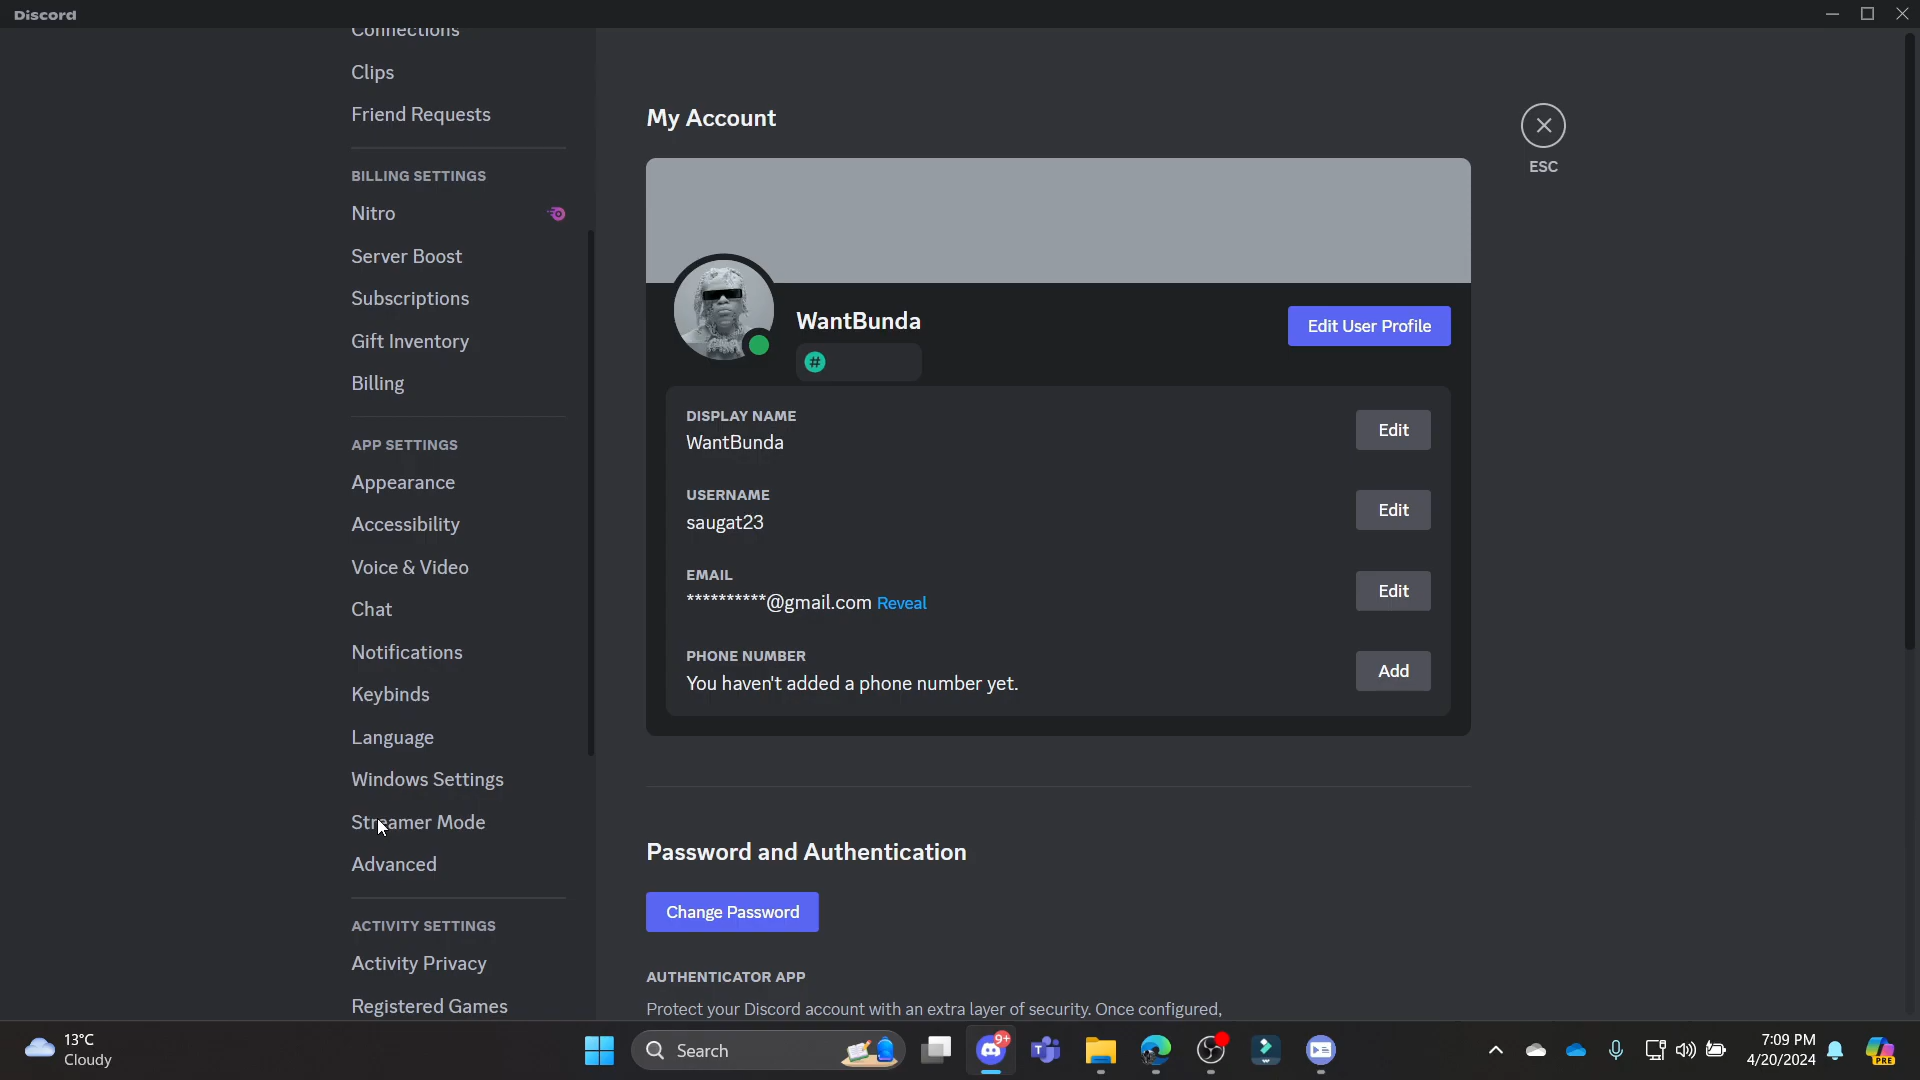 Discord
Connections
Clips
Friend Requests
BILLING SETTINGS
Nitro
Server Boost
Subscriptions
Gift Inventory
Billing
APP SETTINGS
Appearance
Accessibility
Voice & Video
Chat
Notifications
Keybinds
Language
Windows Settings
Streamer Mode
Advanced
ACTIVITY SETTINGS
Activity Privacy
Registered Games
My Account
ESC
WantBunda
#
Edit User Profile
DISPLAY NAME
WantBunda
Edit
USERNAME
saugat23
Edit
EMAIL
**********@gmail.com Reveal
Edit
PHONE NUMBER
You haven't added a phone number yet.
Add
Password and Authentication
Change Password
AUTHENTICATOR APP
Protect your Discord account with an extra layer of security. Once configured,
13°C
Cloudy
Search
9+
7:09 PM
4/20/2024
PRE